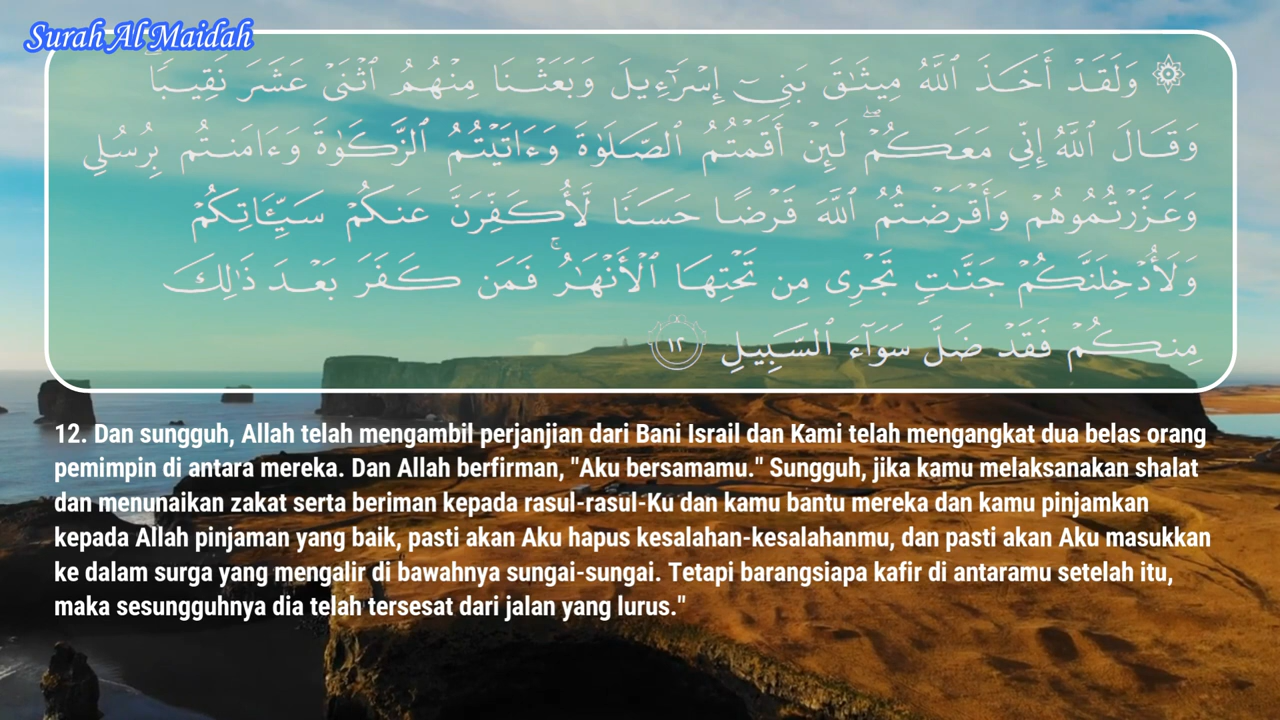 Surah Al Maidah
۞ وَلَقَدْ أَخَذَ ٱللَّهُ مِيثَٰقَ بَنِىٓ إِسْرَٰٓءِيلَ وَبَعَثْنَا مِنْهُمُ ٱثْنَىْ عَشَرَ نَقِيبًا ۖ
وَقَالَ ٱللَّهُ إِنِّى مَعَكُمْ ۖ لَئِنْ أَقَمْتُمُ ٱلصَّلَوٰةَ وَءَاتَيْتُمُ ٱلزَّكَوٰةَ وَءَامَنتُم بِرُسُلِى
وَعَزَّرْتُمُوهُمْ وَأَقْرَضْتُمُ ٱللَّهَ قَرْضًا حَسَنًا لَّأُكَفِّرَنَّ عَنكُمْ سَيِّـَٔاتِكُمْ
وَلَأُدْخِلَنَّكُمْ جَنَّٰتٍ تَجْرِى مِن تَحْتِهَا ٱلْأَنْهَٰرُ ۚ فَمَن كَفَرَ بَعْدَ ذَٰلِكَ
مِنكُمْ فَقَدْ ضَلَّ سَوَآءَ ٱلسَّبِيلِ ١٢
12. Dan sungguh, Allah telah mengambil perjanjian dari Bani Israil dan Kami telah mengangkat dua belas orang
pemimpin di antara mereka. Dan Allah berfirman, "Aku bersamamu." Sungguh, jika kamu melaksanakan shalat
dan menunaikan zakat serta beriman kepada rasul-rasul-Ku dan kamu bantu mereka dan kamu pinjamkan
kepada Allah pinjaman yang baik, pasti akan Aku hapus kesalahan-kesalahanmu, dan pasti akan Aku masukkan
ke dalam surga yang mengalir di bawahnya sungai-sungai. Tetapi barangsiapa kafir di antaramu setelah itu,
maka sesungguhnya dia telah tersesat dari jalan yang lurus."